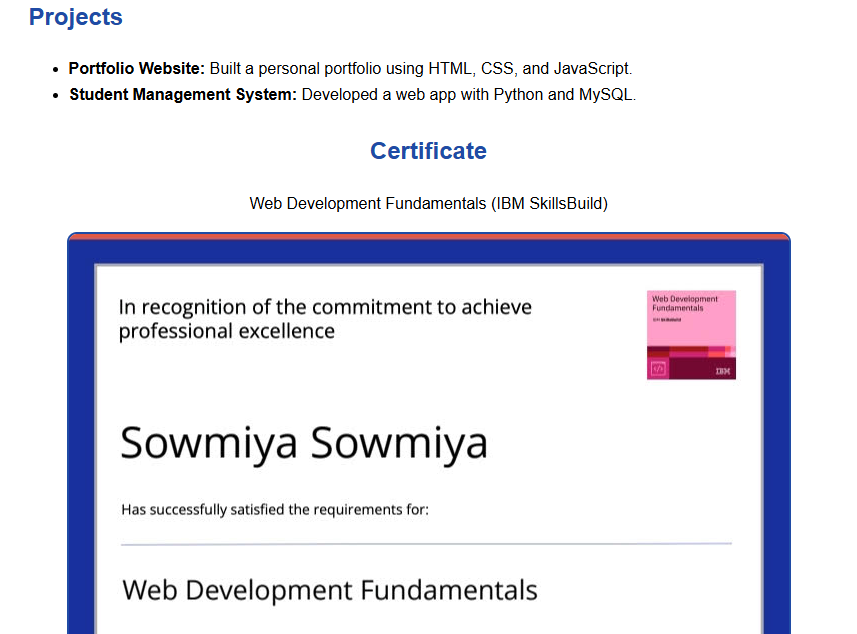 Projects
Portfolio Website: Built a personal portfolio using HTML, CSS, and JavaScript.
Student Management System: Developed a web app with Python and MySQL.
Certificate
Web Development Fundamentals (IBM SkillsBuild)
In recognition of the commitment to achieve
professional excellence
Web Development
Fundamentals
IBM SkillsBuild
</>
IBM
Sowmiya Sowmiya
Has successfully satisfied the requirements for:
Web Development Fundamentals